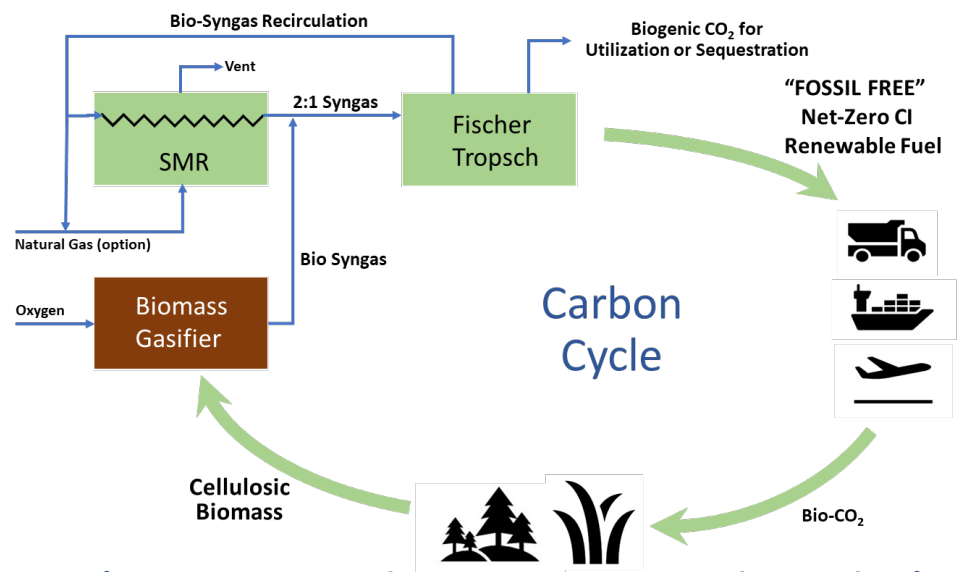 Bio-Syngas Recirculation
Biogenic CO₂ for
Utilization or Sequestration
Vent
2:1 Syngas
“FOSSIL FREE”
Net-Zero CI
Renewable Fuel
SMR
Fischer
Tropsch
Natural Gas (option)
Bio Syngas
Oxygen
Biomass
Gasifier
Carbon
Cycle
Cellulosic
Biomass
Bio-CO₂